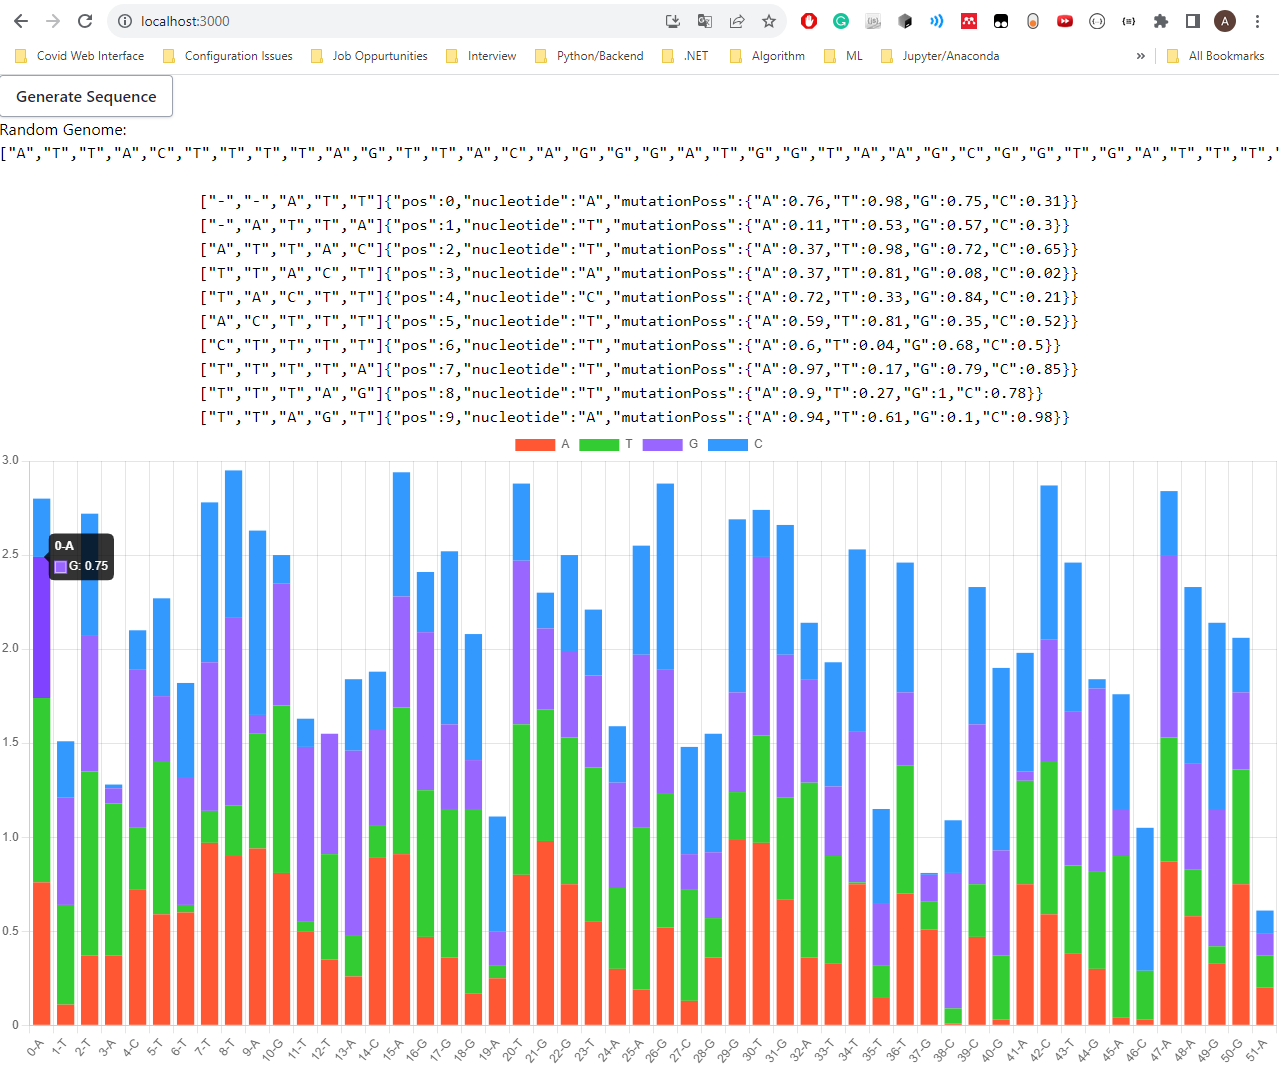 localhost:3000
A
Covid Web Interface
Configuration Issues
Job Oppurtunities
Interview
Python/Backend
.NET
Algorithm
ML
Jupyter/Anaconda
»
All Bookmarks
Generate Sequence
Random Genome:
["A","T","T","A","C","T","T","T","T","A","G","T","T","A","C","A","G","G","G","A","T","G","G","T","A","A","G","C","G","G","T","G","A","T","T","T","
["-","-","A","T","T"]{"pos":0,"nucleotide":"A","mutationPoss":{"A":0.76,"T":0.98,"G":0.75,"C":0.31}}
["-","A","T","T","A"]{"pos":1,"nucleotide":"T","mutationPoss":{"A":0.11,"T":0.53,"G":0.57,"C":0.3}}
["A","T","T","A","C"]{"pos":2,"nucleotide":"T","mutationPoss":{"A":0.37,"T":0.98,"G":0.72,"C":0.65}}
["T","T","A","C","T"]{"pos":3,"nucleotide":"A","mutationPoss":{"A":0.37,"T":0.81,"G":0.08,"C":0.02}}
["T","A","C","T","T"]{"pos":4,"nucleotide":"C","mutationPoss":{"A":0.72,"T":0.33,"G":0.84,"C":0.21}}
["A","C","T","T","T"]{"pos":5,"nucleotide":"T","mutationPoss":{"A":0.59,"T":0.81,"G":0.35,"C":0.52}}
["C","T","T","T","T"]{"pos":6,"nucleotide":"T","mutationPoss":{"A":0.6,"T":0.04,"G":0.68,"C":0.5}}
["T","T","T","T","A"]{"pos":7,"nucleotide":"T","mutationPoss":{"A":0.97,"T":0.17,"G":0.79,"C":0.85}}
["T","T","T","A","G"]{"pos":8,"nucleotide":"T","mutationPoss":{"A":0.9,"T":0.27,"G":1,"C":0.78}}
["T","T","A","G","T"]{"pos":9,"nucleotide":"A","mutationPoss":{"A":0.94,"T":0.61,"G":0.1,"C":0.98}}
A T G C
3.0
0-A
G: 0.75
2.5
2.0
1.5
1.0
0.5
0
0-A 1-T 2-T 3-A 4-C 5-T 6-T 7-T 8-T 9-A 10-G 11-T 12-T 13-A 14-C 15-A 16-G 17-G 18-G 19-A 20-T 21-G 22-G 23-T 24-A 25-A 26-G 27-C 28-G 29-G 30-T 31-G 32-A 33-T 34-T 35-T 36-T 37-G 38-C 39-C 40-G 41-A 42-C 43-T 44-G 45-A 46-C 47-A 48-A 49-G 50-G 51-A